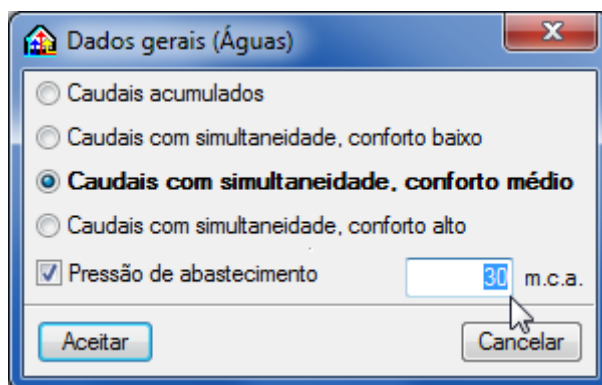 Dados gerais (Águas)
Caudais acumulados
Caudais com simultaneidade, conforto baixo
Caudais com simultaneidade, conforto médio
Caudais com simultaneidade, conforto alto
Pressão de abastecimento 30 m.c.a.
Aceitar Cancelar